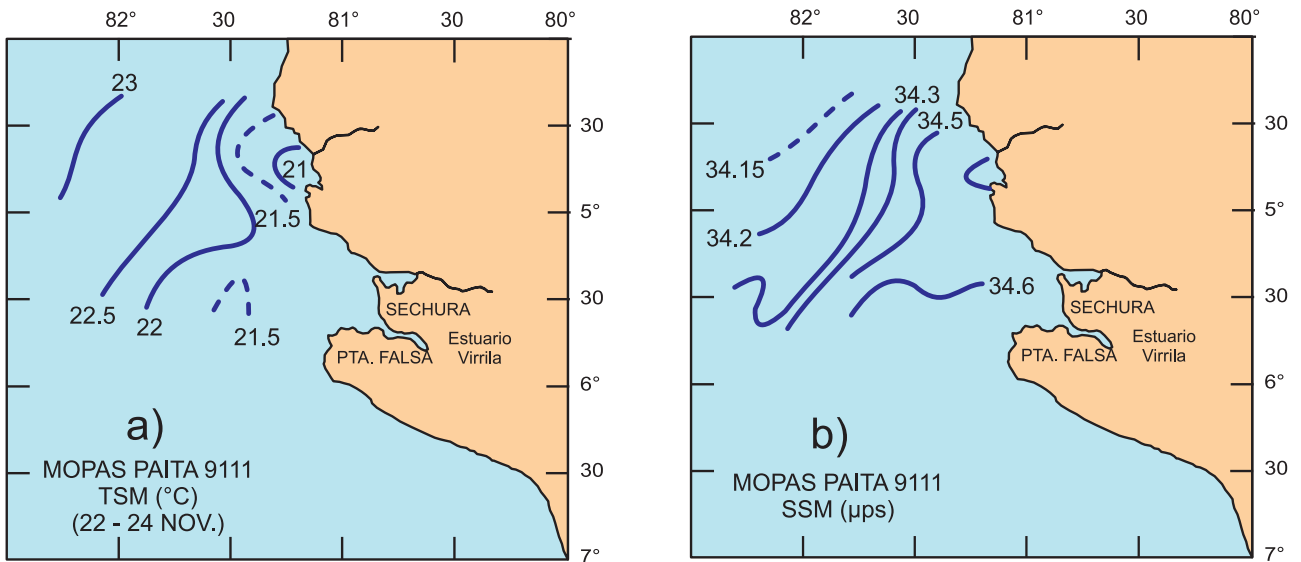 82°
30
81°
30
80°
23
30
21
5°
21.5
22.5
22
21.5
30
SECHURA
Estuario
Virrila
PTA. FALSA
6°
a)
MOPAS PAITA 9111
TSM (°C)
(22 - 24 NOV.)
30
7°
82°
30
81°
30
80°
34.3
34.5
30
34.15
5°
34.2
34.6
30
SECHURA
Estuario
Virrila
PTA. FALSA
6°
b)
MOPAS PAITA 9111
SSM (µps)
30
7°